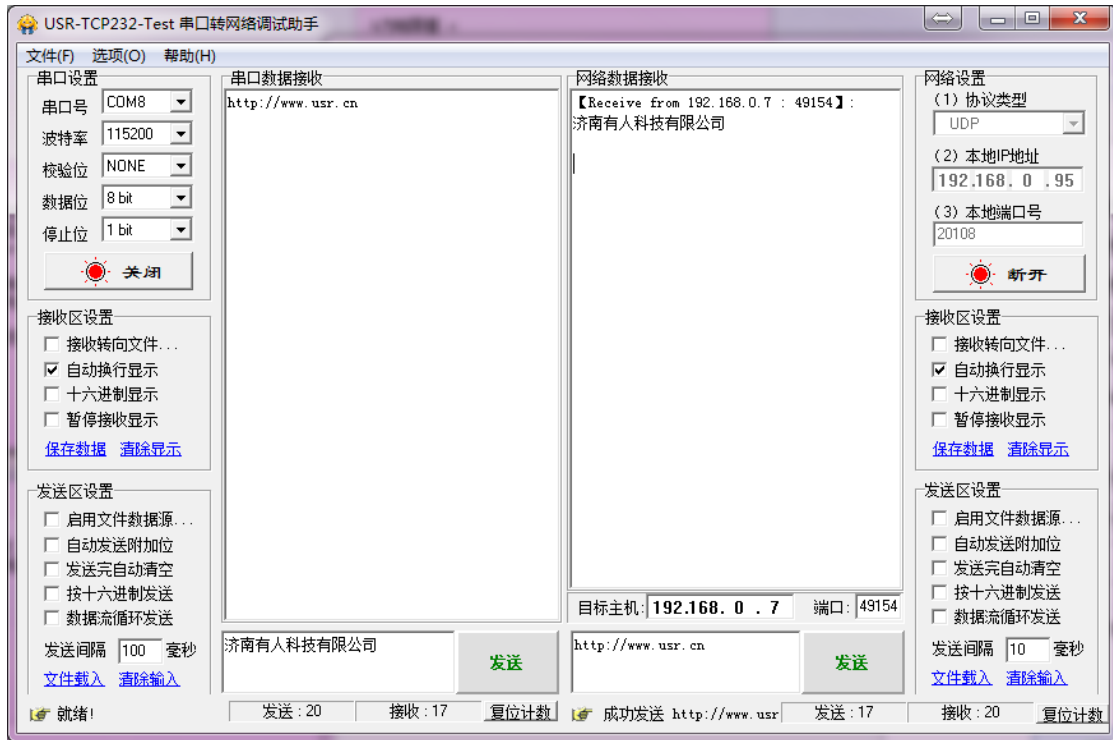 USR-TCP232-Test 串口转网络调试助手
文件(F) 选项(O) 帮助(H)
串口设置
串口号 COM8
波特率 115200
校验位 NONE
数据位 8 bit
停止位 1 bit
关闭
接收区设置
接收转向文件...
自动换行显示
十六进制显示
暂停接收显示
保存数据 清除显示
发送区设置
启用文件数据源...
自动发送附加位
发送完自动清空
按十六进制发送
数据流循环发送
发送间隔 100 毫秒
文件载入 清除输入
就绪!
串口数据接收
http://www.usr.cn
济南有人科技有限公司
发送
发送:20 接收:17 复位计数
网络数据接收
【Receive from 192.168.0.7 : 49154】:
济南有人科技有限公司
目标主机: 192.168. 0 . 7 端口: 49154
http://www.usr.cn
发送
成功发送 http://www.usr 发送:17 接收:20 复位计数
网络设置
(1) 协议类型
UDP
(2) 本地IP地址
192.168. 0 .95
(3) 本地端口号
20108
断开
接收区设置
接收转向文件...
自动换行显示
十六进制显示
暂停接收显示
保存数据 清除显示
发送区设置
启用文件数据源...
自动发送附加位
发送完自动清空
按十六进制发送
数据流循环发送
发送间隔 10 毫秒
文件载入 清除输入